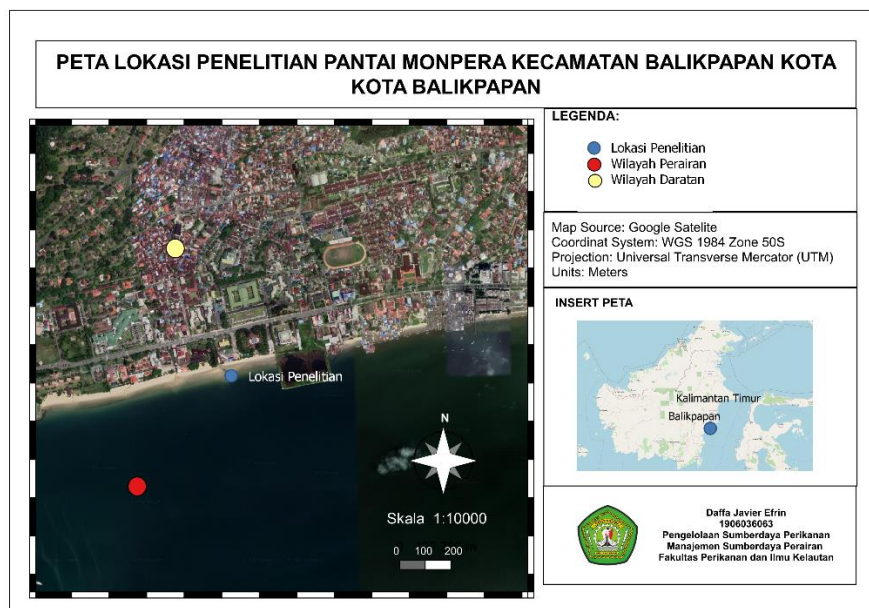 PETA LOKASI PENELITIAN PANTAI MONPERA KECAMATAN BALIKPAPAN KOTA
KOTA BALIKPAPAN
Lokasi Penelitian
N
Skala 1:10000
0 100 200
LEGENDA:
Lokasi Penelitian
Wilayah Perairan
Wilayah Daratan
Map Source: Google Satelite
Coordinat System: WGS 1984 Zone 50S
Projection: Universal Transverse Mercator (UTM)
Units: Meters
INSERT PETA
Kalimantan Timur
Balikpapan
Daffa Javier Efrin
1906036063
Pengelolaan Sumberdaya Perikanan
Manajemen Sumberdaya Perairan
Fakultas Perikanan dan Ilmu Kelautan